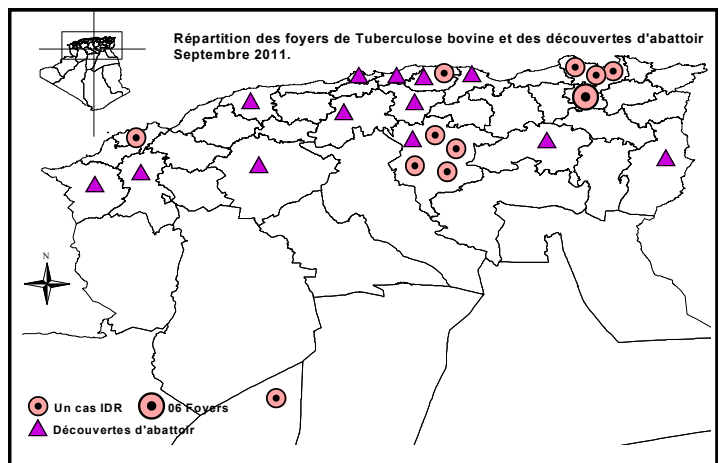 Répartition des foyers de Tuberculose bovine et des découvertes d'abattoir
Septembre 2011.
N
Un cas IDR 06 Foyers
Découvertes d'abattoir